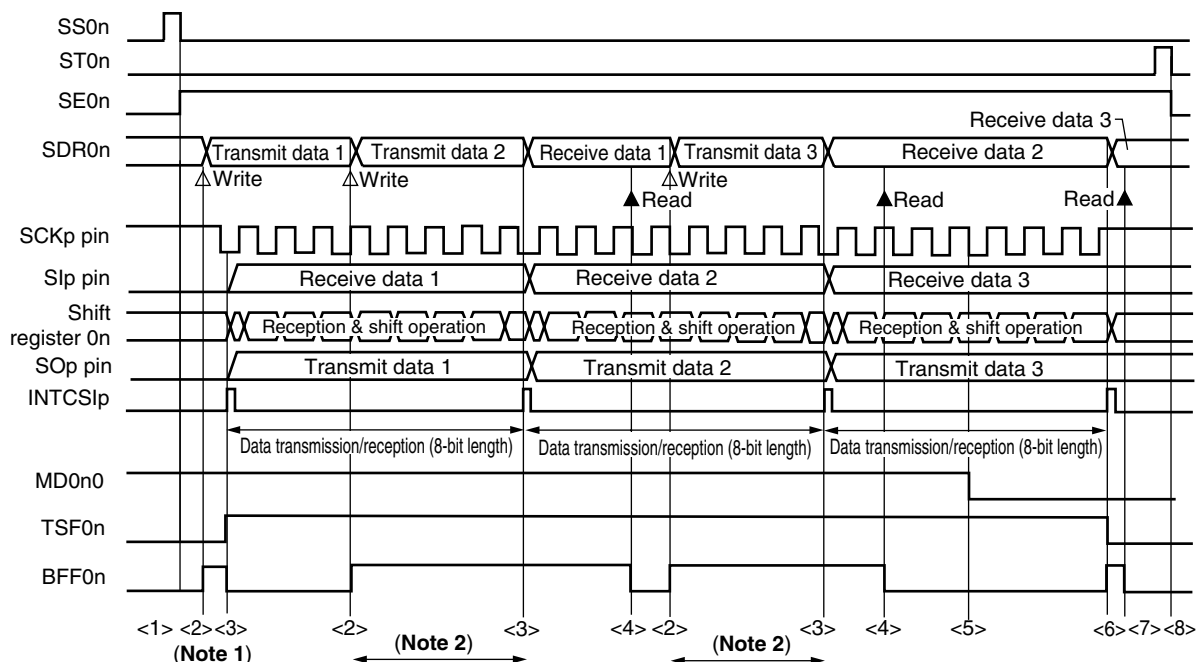 SS0n
ST0n
SE0n
Receive data 3
SDR0n
Transmit data 1 Transmit data 2 Receive data 1 Transmit data 3 Receive data 2
Write Write Write
Read Read Read
SCKp pin
SIp pin
Receive data 1 Receive data 2 Receive data 3
Shift register 0n
Reception & shift operation Reception & shift operation Reception & shift operation
SOp pin
Transmit data 1 Transmit data 2 Transmit data 3
INTCSIp
Data transmission/reception (8-bit length) Data transmission/reception (8-bit length) Data transmission/reception (8-bit length)
MD0n0
TSF0n
BFF0n
<1> <2> <3> <2> <3> <4> <2> <3> <4> <5> <6> <7> <8>
(Note 1) (Note 2) (Note 2)